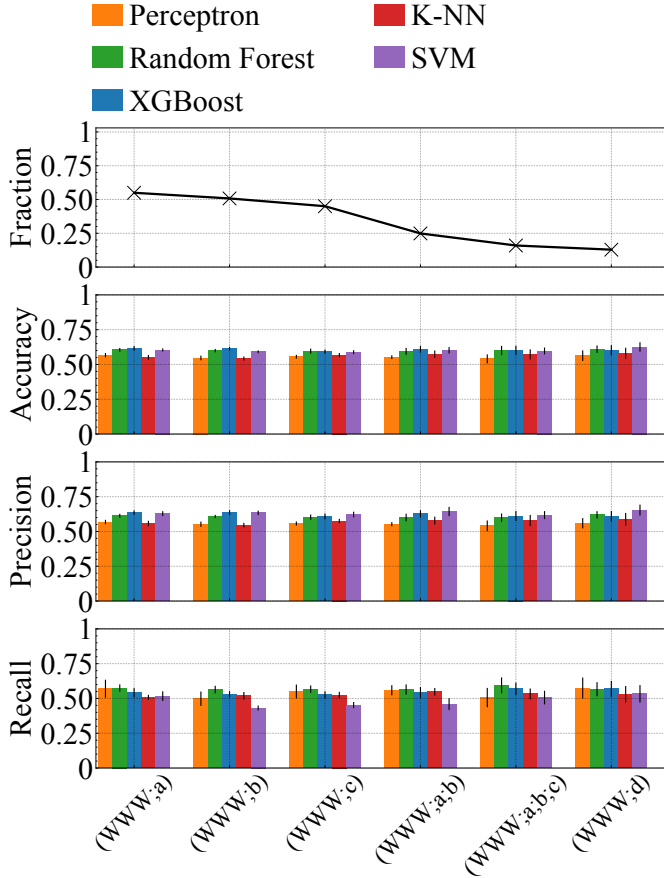 Perceptron K-NN
Random Forest SVM
XGBoost
Fraction
1
0.75
0.50
0.25
0
Accuracy
1
0.75
0.50
0.25
0
Precision
1
0.75
0.50
0.25
0
Recall
1
0.75
0.50
0.25
0
(WWW;a) (WWW;b) (WWW;c) (WWW;a;b) (WWW;a;b;c) (WWW;d)